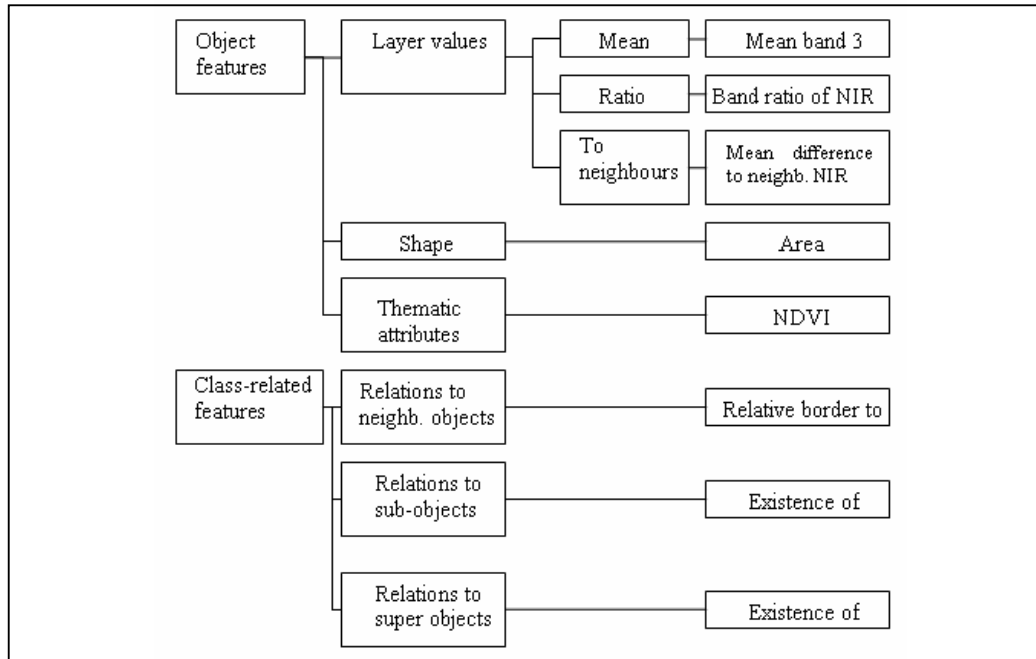 Object
features
Layer values
Mean
Mean band 3
Ratio
Band ratio of NIR
To
neighbours
Mean difference
to neighb. NIR
Shape
Area
Thematic
attributes
NDVI
Class-related
features
Relations to
neighb. objects
Relative border to
Relations to
sub-objects
Existence of
Relations to
super objects
Existence of